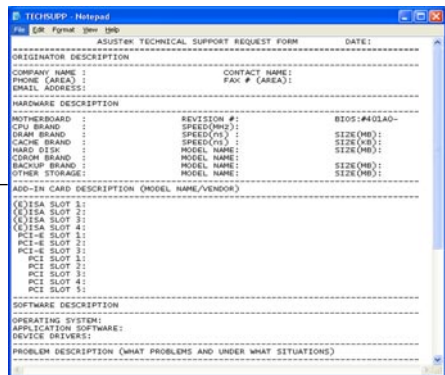 TECHSUPP - Notepad
File Edit Format View Help
ASUSTeK TECHNICAL SUPPORT REQUEST FORM DATE:
ORIGINATOR DESCRIPTION
COMPANY NAME : CONTACT NAME:
PHONE (AREA) : FAX # (AREA):
EMAIL ADDRESS:
HARDWARE DESCRIPTION
MOTHERBOARD : REVISION #: BIOS:#401A0-
CPU BRAND : SPEED(MHz):
DRAM BRAND : SPEED(ns) : SIZE(MB):
CACHE BRAND : SPEED(ns) : SIZE(KB):
HARD DISK : MODEL NAME: SIZE(MB):
CDROM BRAND : MODEL NAME:
BACKUP BRAND : MODEL NAME: SIZE(MB):
OTHER STORAGE: MODEL NAME: SIZE(MB):
ADD-IN CARD DESCRIPTION (MODEL NAME/VENDOR)
(E)ISA SLOT 1:
(E)ISA SLOT 2:
(E)ISA SLOT 3:
(E)ISA SLOT 4:
PCI-E SLOT 1:
PCI-E SLOT 2:
PCI-E SLOT 3:
PCI SLOT 1:
PCI SLOT 2:
PCI SLOT 3:
PCI SLOT 4:
PCI SLOT 5:
SOFTWARE DESCRIPTION
OPERATING SYSTEM:
APPLICATION SOFTWARE:
DEVICE DRIVERS:
PROBLEM DESCRIPTION (WHAT PROBLEMS AND UNDER WHAT SITUATIONS)